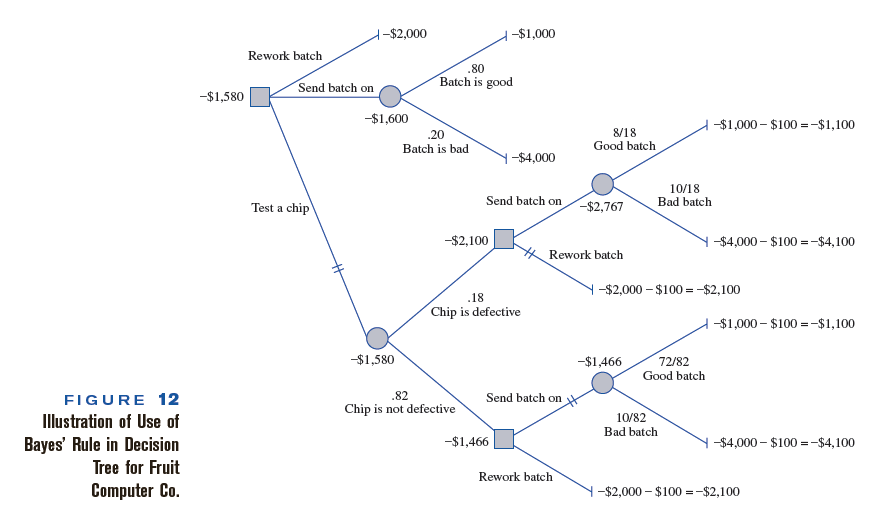 −$2,000
−$1,000
Rework batch
.80
Batch is good
Send batch on
−$1,580
−$1,600
.20
Batch is bad
−$4,000
−$1,000 − $100 = −$1,100
8/18
Good batch
10/18
Bad batch
Send batch on
−$2,767
Test a chip
−$2,100
−$4,000 − $100 = −$4,100
Rework batch
−$2,000 − $100 = −$2,100
.18
Chip is defective
−$1,000 − $100 = −$1,100
−$1,580
−$1,466
72/82
Good batch
.82
Chip is not defective
Send batch on
10/82
Bad batch
−$1,466
−$4,000 − $100 = −$4,100
Rework batch
−$2,000 − $100 = −$2,100
FIGURE 12
Illustration of Use of
Bayes’ Rule in Decision
Tree for Fruit
Computer Co.